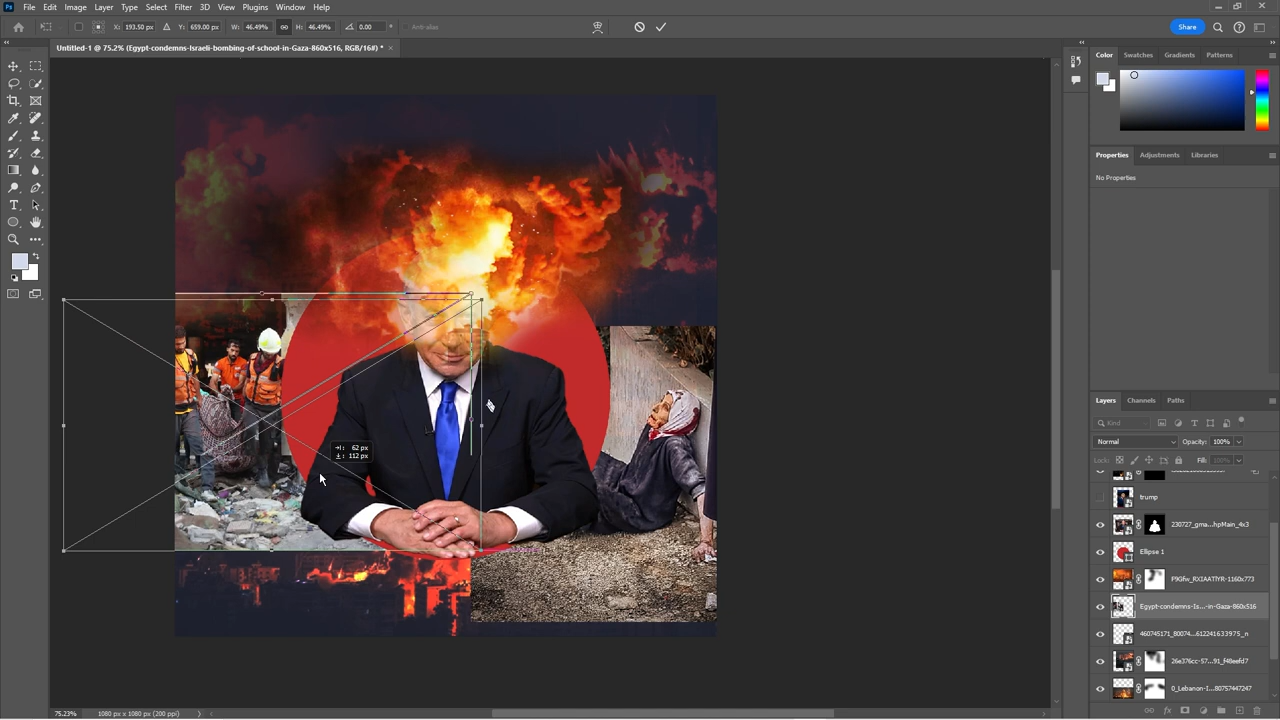 File Edit Image Layer Type Select Filter 3D View Plugins Window Help
X: 193.50 px Y: 659.00 px W: 46.49% H: 46.49% 0.00 ° Anti-alias
Share
Untitled-1 @ 75.2% (Egypt-condemns-Israeli-bombing-of-school-in-Gaza-860x516, RGB/16#) *
Color Swatches Gradients Patterns
Properties Adjustments Libraries
No Properties
62 px
112 px
Layers Channels Paths
Kind
Normal Opacity: 100%
Lock: Fill: 100%
trump
230727_gma...hpMain_4x3
Ellipse 1
P9Gfw_RXIAATlYR-1160x773
Egypt-condemns-Is...-in-Gaza-860x516
460745171_80074...612241633975_n
26e376cc-57...91_f48eefd7
0_Lebanon-I...80757447247
75.23% 1080 px x 1080 px (200 ppi)